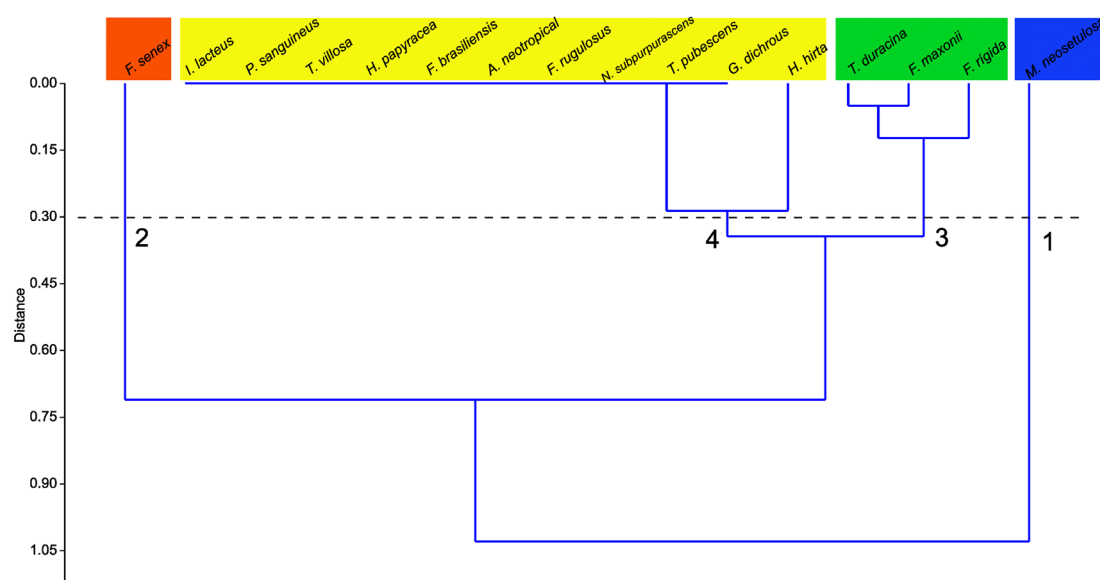 F. senex
I. lacteus
P. sanguineus
T. villosa
H. papyracea
F. brasiliensis
A. neotropical
F. rugulosus
N. subpurpurascens
T. pubescens
G. dichrous
H. hirta
T. duracina
F. maxonii
F. rigida
M. neosetulosa
0.00
0.15
0.30
2
4
3
1
0.45
Distance
0.60
0.75
0.90
1.05